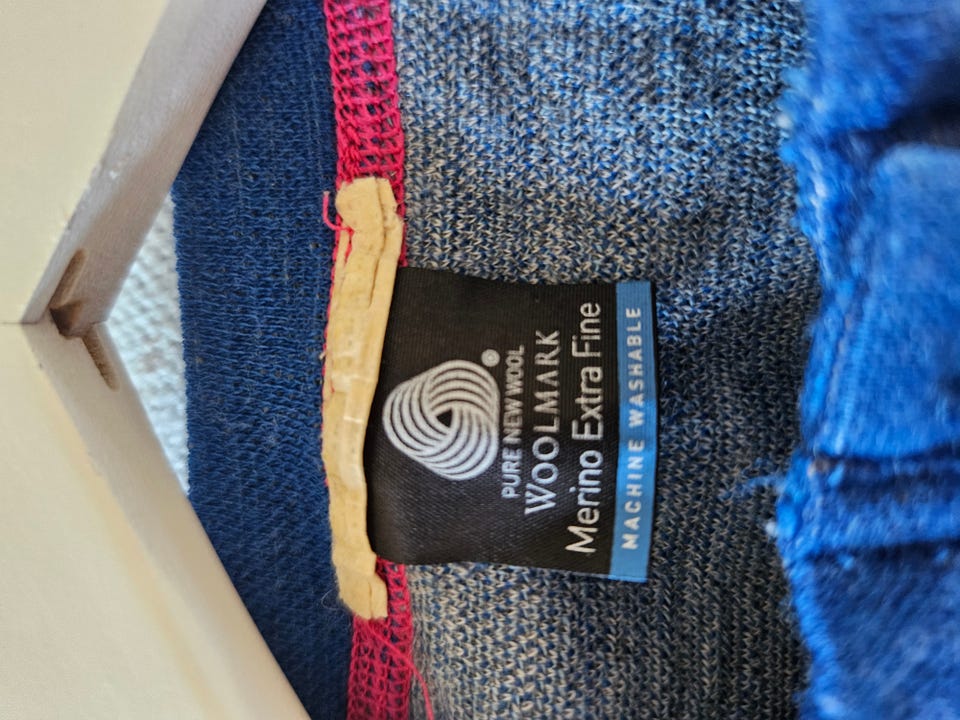 PURE NEW WOOL
WOOLMARK
Merino Extra Fine
MACHINE WASHABLE